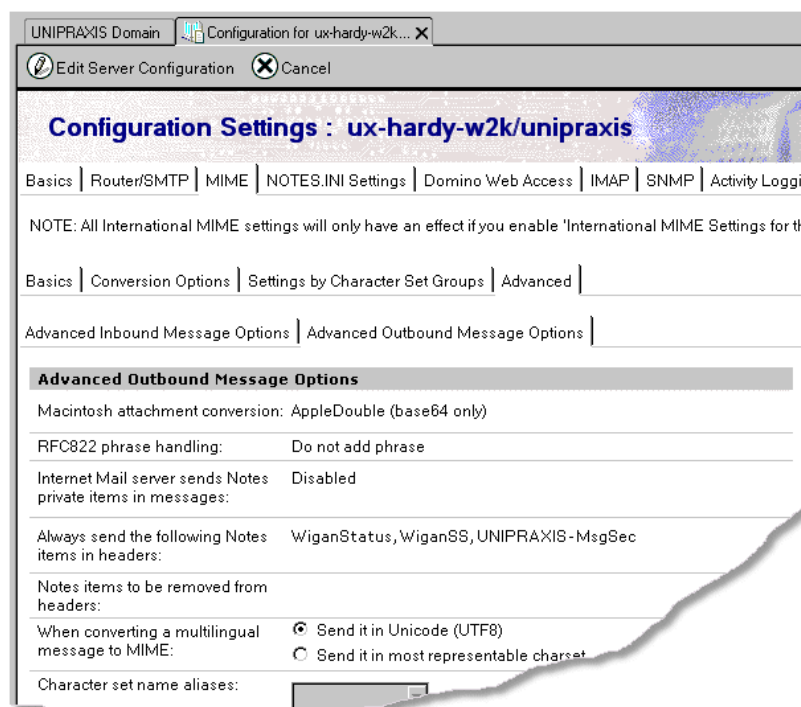 UNIPRAXIS Domain Configuration for ux-hardy-w2k...
Edit Server Configuration Cancel
Configuration Settings : ux-hardy-w2k/unipraxis
Basics Router/SMTP MIME NOTES.INI Settings Domino Web Access IMAP SNMP Activity Loggi
NOTE: All International MIME settings will only have an effect if you enable 'International MIME Settings for th
Basics Conversion Options Settings by Character Set Groups Advanced
Advanced Inbound Message Options Advanced Outbound Message Options
Advanced Outbound Message Options
Macintosh attachment conversion: AppleDouble (base64 only)
RFC822 phrase handling: Do not add phrase
Internet Mail server sends Notes Disabled
private items in messages:
Always send the following Notes WiganStatus,WiganSS,UNIPRAXIS-MsgSec
items in headers:
Notes items to be removed from
headers:
When converting a multilingual Send it in Unicode (UTF8)
message to MIME: Send it in most representable charset
Character set name aliases: